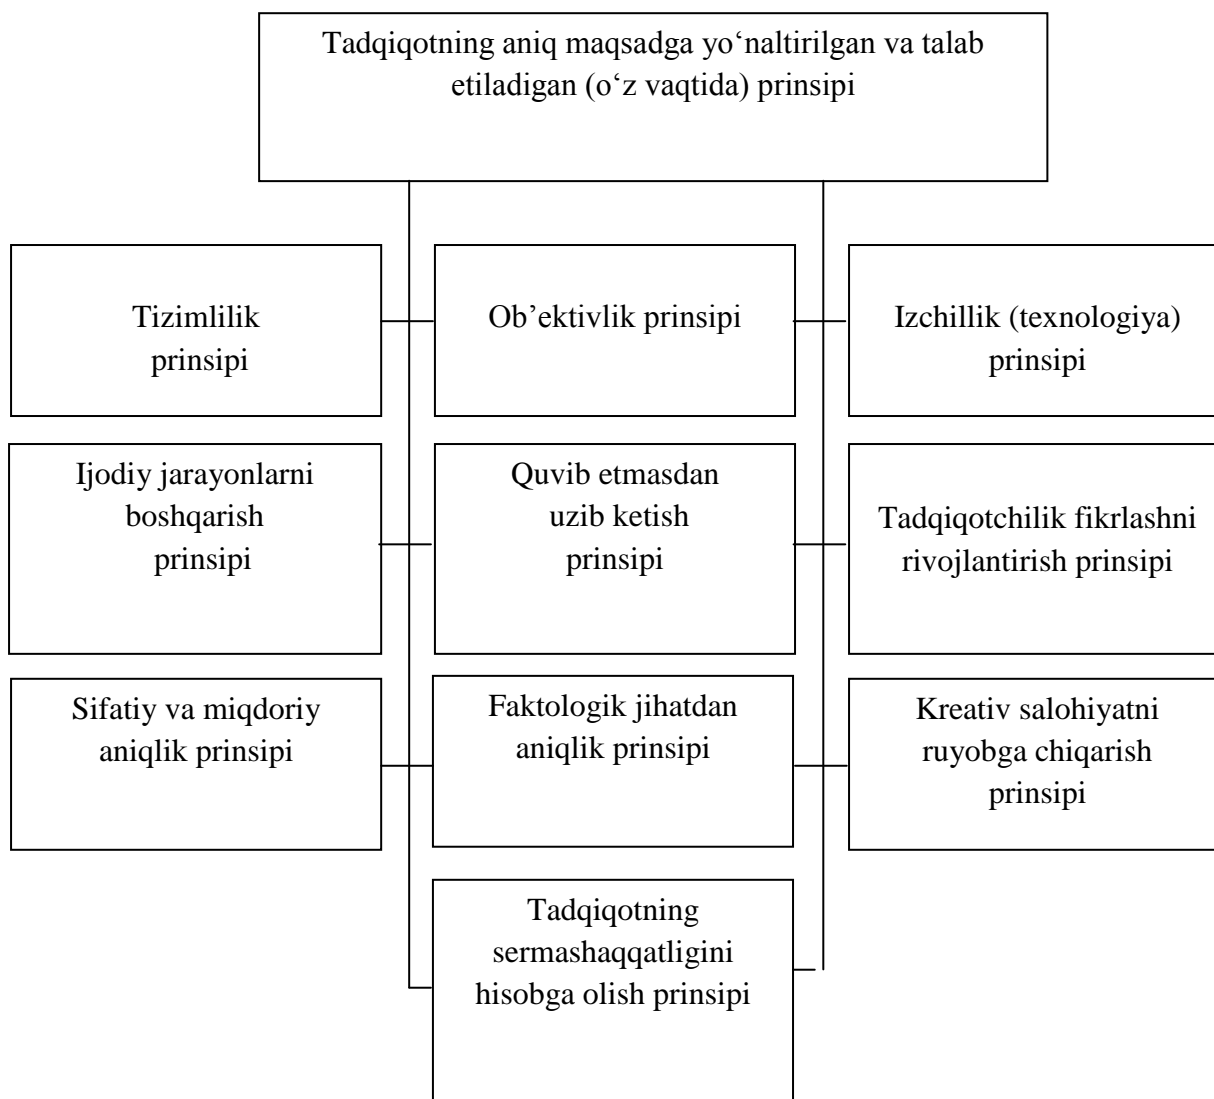 Tadqiqotning aniq maqsadga yo‘naltirilgan va talab
etiladigan (o‘z vaqtida) prinsipi
Tizimlilik
prinsipi
Ob’ektivlik prinsipi
Izchillik (texnologiya)
prinsipi
Ijodiy jarayonlarni
boshqarish
prinsipi
Quvib etmasdan
uzib ketish
prinsipi
Tadqiqotchilik fikrlashni
rivojlantirish prinsipi
Sifatiy va miqdoriy
aniqlik prinsipi
Faktologik jihatdan
aniqlik prinsipi
Kreativ salohiyatni
ruyobga chiqarish
prinsipi
Tadqiqotning
sermashaqqatligini
hisobga olish prinsipi